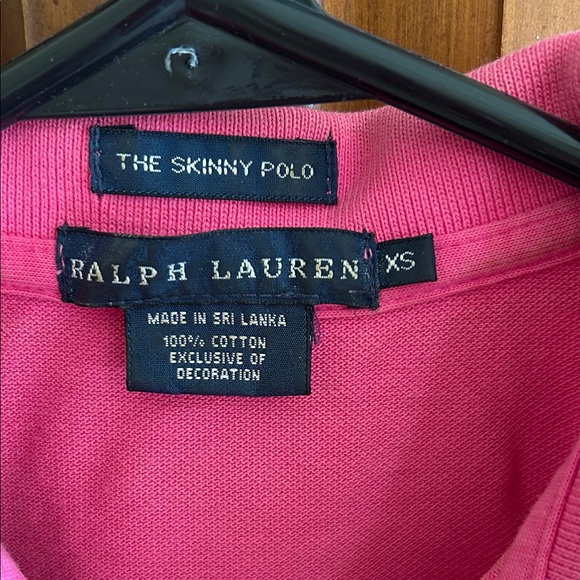 THE SKINNY POLO
RALPH LAUREN
XS
MADE IN SRI LANKA
100% COTTON
EXCLUSIVE OF
DECORATION